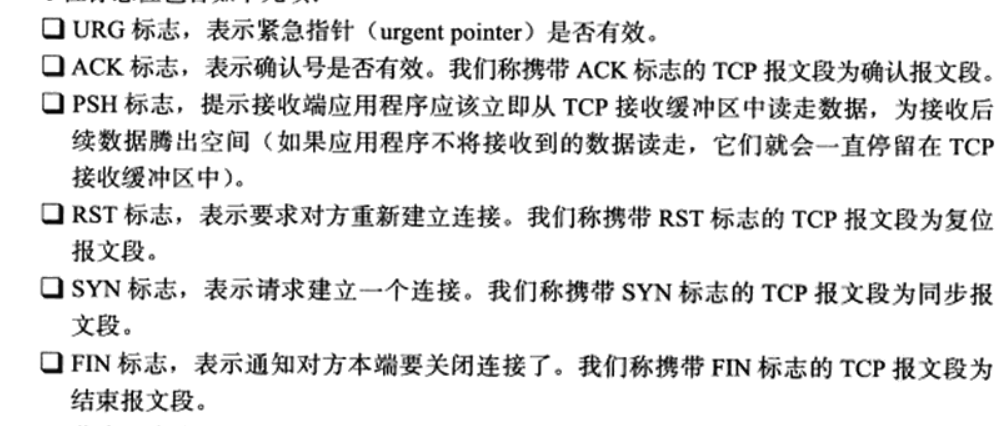 ❏ URG 标志，表示紧急指针（urgent pointer）是否有效。
❏ ACK 标志，表示确认号是否有效。我们称携带 ACK 标志的 TCP 报文段为确认报文段。
❏ PSH 标志，提示接收端应用程序应该立即从 TCP 接收缓冲区中读走数据，为接收后
续数据腾出空间（如果应用程序不将接收到的数据读走，它们就会一直停留在 TCP
接收缓冲区中）。
❏ RST 标志，表示要求对方重新建立连接。我们称携带 RST 标志的 TCP 报文段为复位
报文段。
❏ SYN 标志，表示请求建立一个连接。我们称携带 SYN 标志的 TCP 报文段为同步报
文段。
❏ FIN 标志，表示通知对方本端要关闭连接了。我们称携带 FIN 标志的 TCP 报文段为
结束报文段。